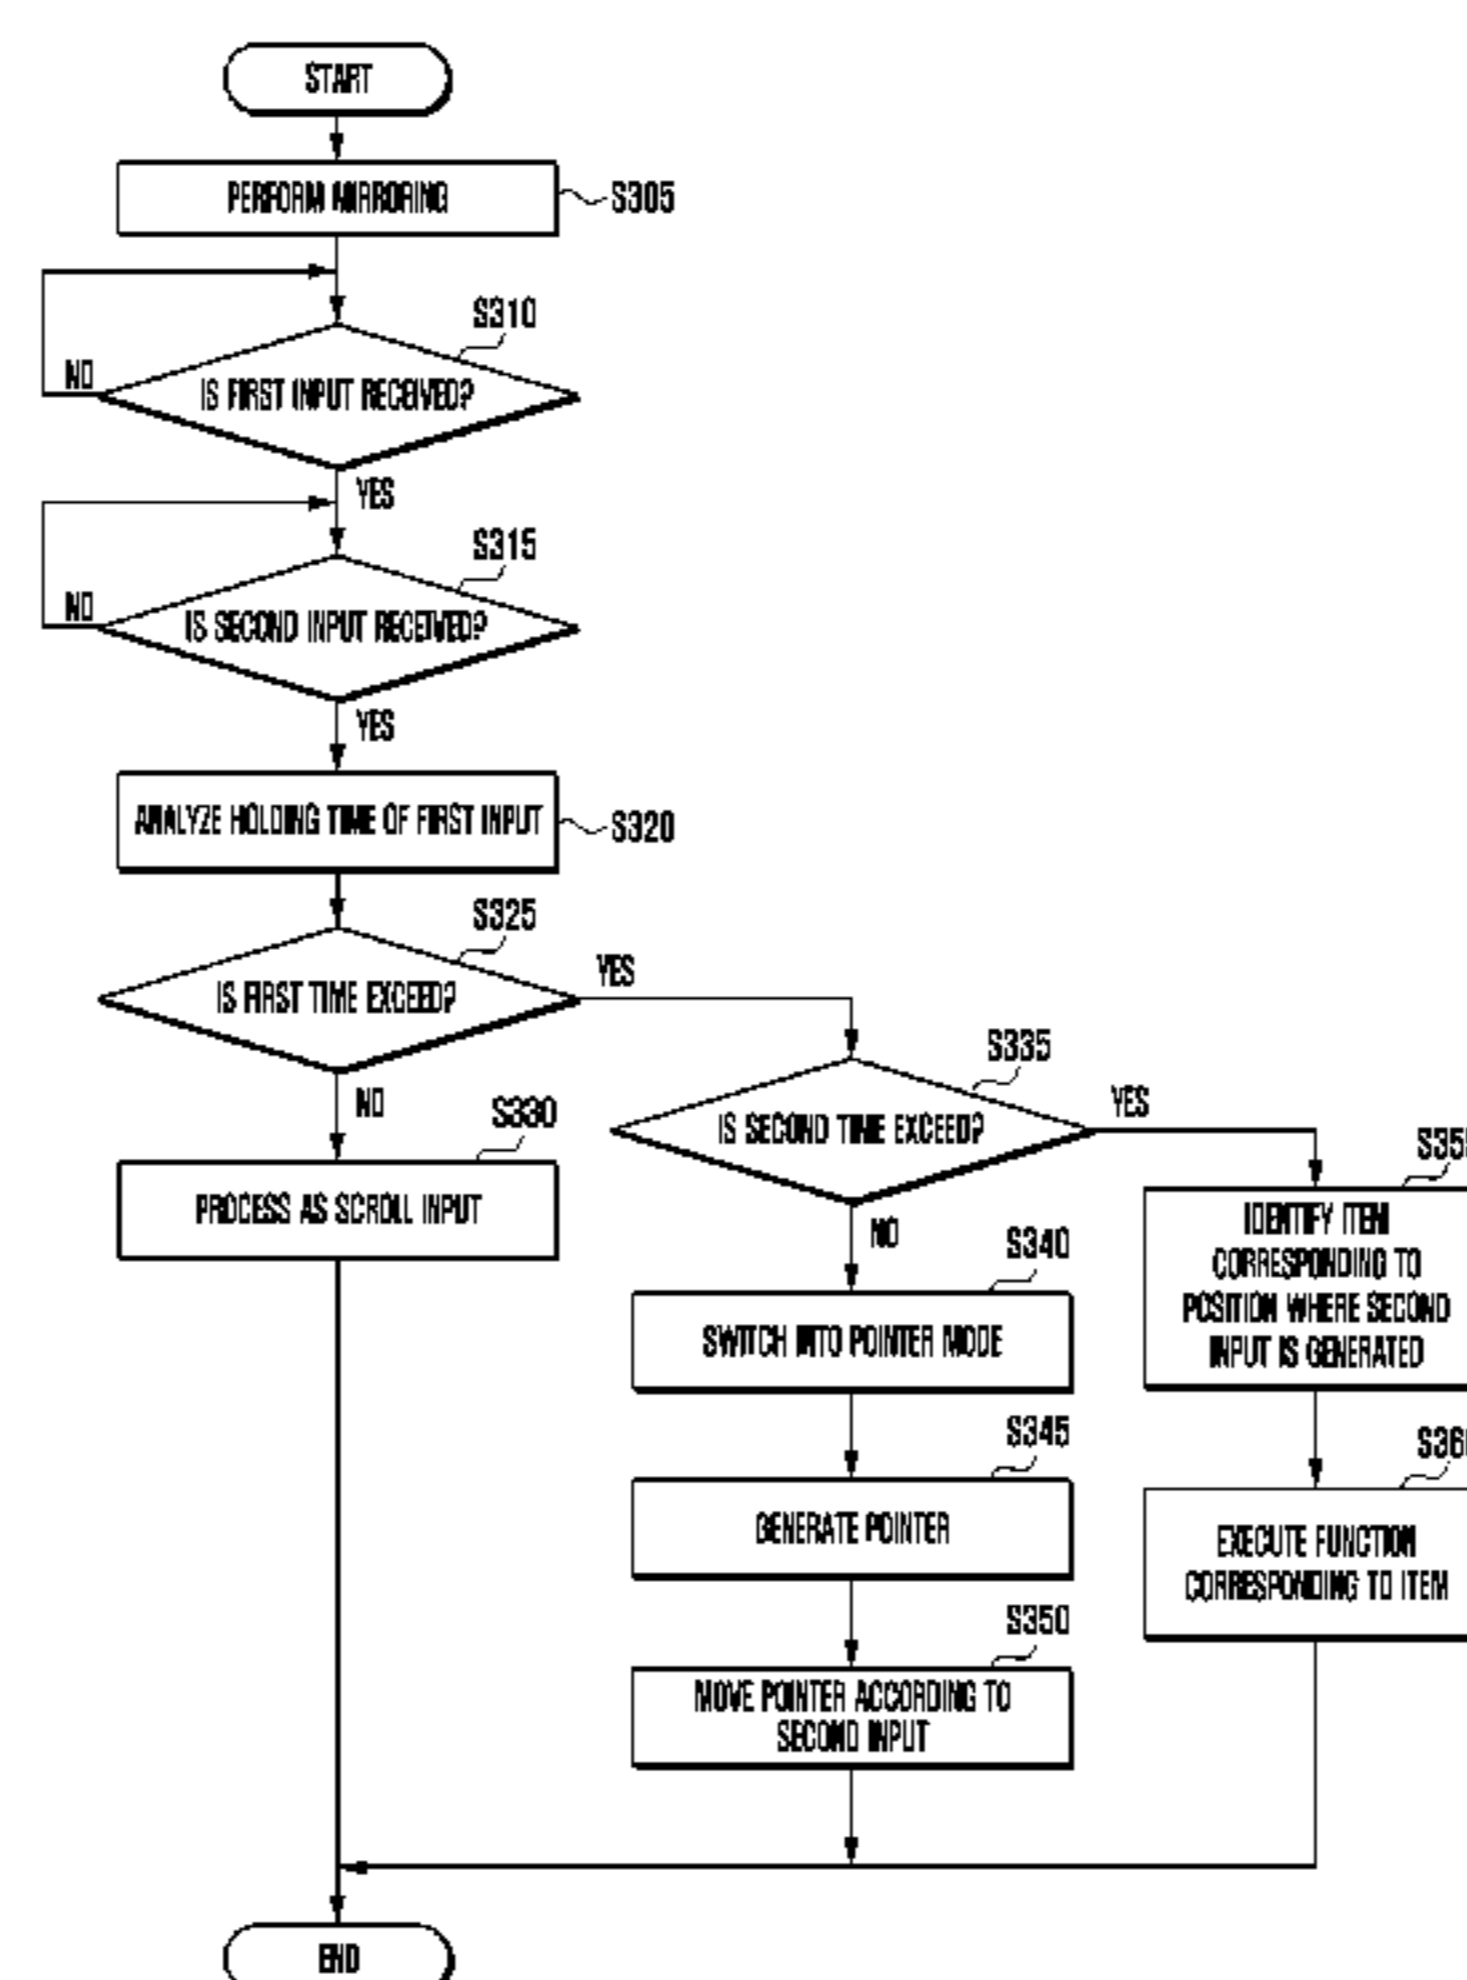 START
PERFORM MIRRORING
S305
S310
NO
IS FIRST INPUT RECEIVED?
YES
S315
NO
IS SECOND INPUT RECEIVED?
YES
ANALYZE HOLDING TIME OF FIRST INPUT
S320
S325
IS FIRST TIME EXCEED?
YES
NO
S330
PROCESS AS SCROLL INPUT
S335
IS SECOND TIME EXCEED?
YES
NO
S340
SWITCH INTO POINTER MODE
S345
GENERATE POINTER
S350
MOVE POINTER ACCORDING TO
SECOND INPUT
IDENTIFY ITEM
CORRESPONDING TO
POSITION WHERE SECOND
INPUT IS GENERATED
EXECUTE FUNCTION
CORRESPONDING TO ITEM
END